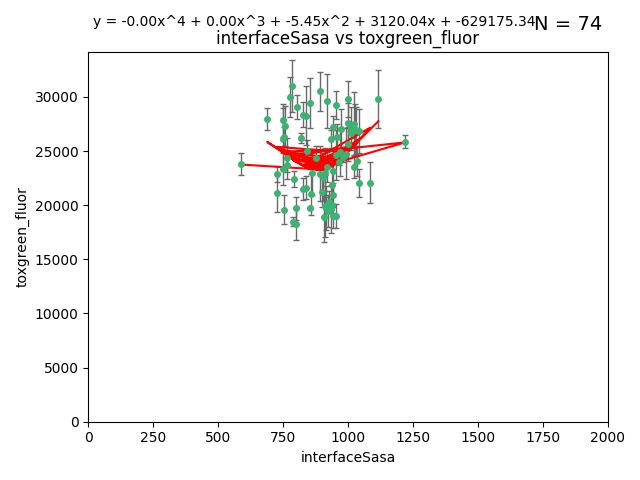 y = -0.00x^4 + 0.00x^3 + -5.45x^2 + 3120.04x + -629175.34
N = 74
interfaceSasa vs toxgreen_fluor
30000
25000
20000
15000
10000
5000
0
toxgreen_fluor
0 250 500 750 1000 1250 1500 1750 2000
interfaceSasa